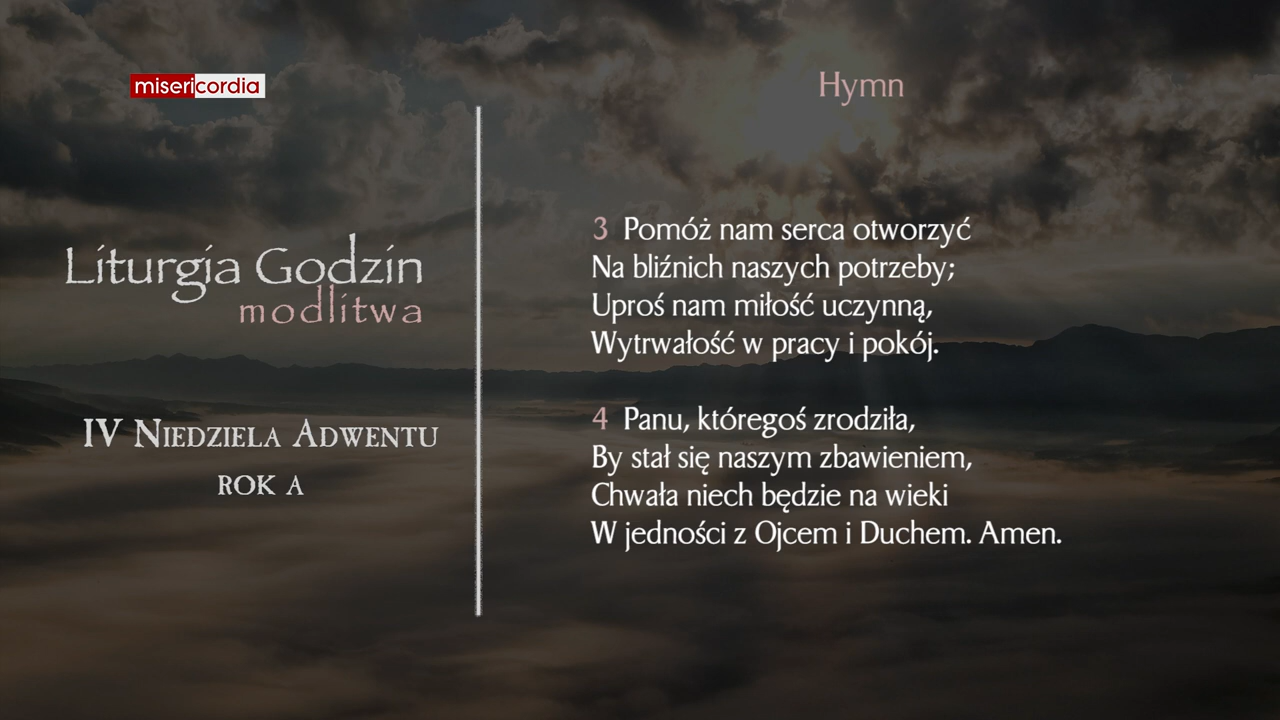 misericordia
Liturgia Godzin
modlitwa
IV Niedziela Adwentu
rok a
Hymn
3 Pomóż nam serca otworzyć
Na bliźnich naszych potrzeby;
Uproś nam miłość uczynną,
Wytrwałość w pracy i pokój.
4 Panu, któregoś zrodziła,
By stał się naszym zbawieniem,
Chwała niech będzie na wieki
W jedności z Ojcem i Duchem. Amen.